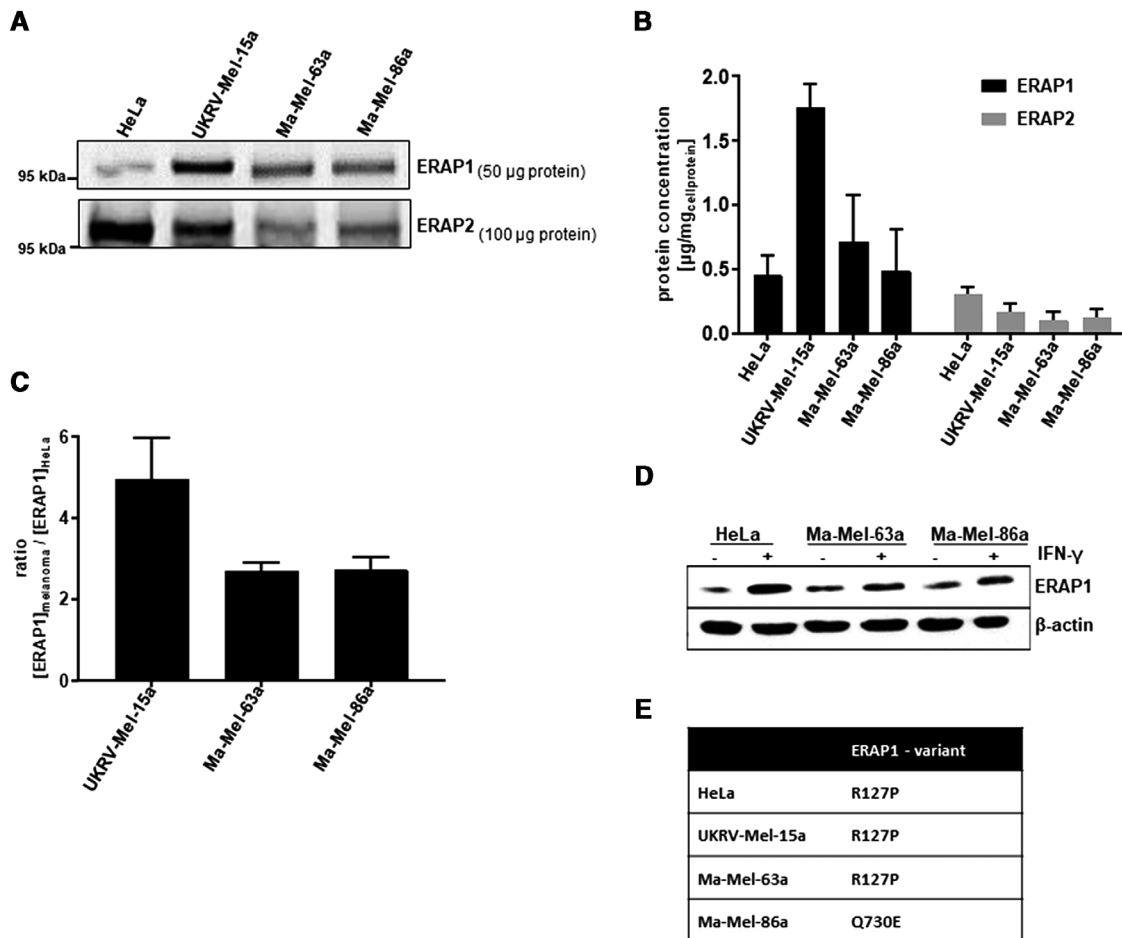 A
HeLa
UKRV-Mel-15a
Ma-Mel-63a
Ma-Mel-86a
95 kDa
ERAP1 (50 µg protein)
95 kDa
ERAP2 (100 µg protein)
B
protein concentration
[µg/mgcellprotein]
2.0
1.5
1.0
0.5
0.0
ERAP1
ERAP2
HeLa
UKRV-Mel-15a
Ma-Mel-63a
Ma-Mel-86a
HeLa
UKRV-Mel-15a
Ma-Mel-63a
Ma-Mel-86a
C
ratio
[ERAP1]melanoma / [ERAP1]HeLa
6
4
2
0
UKRV-Mel-15a
Ma-Mel-63a
Ma-Mel-86a
D
HeLa Ma-Mel-63a Ma-Mel-86a
- + - + - + IFN-γ
ERAP1
β-actin
E
ERAP1 - variant
HeLa R127P
UKRV-Mel-15a R127P
Ma-Mel-63a R127P
Ma-Mel-86a Q730E